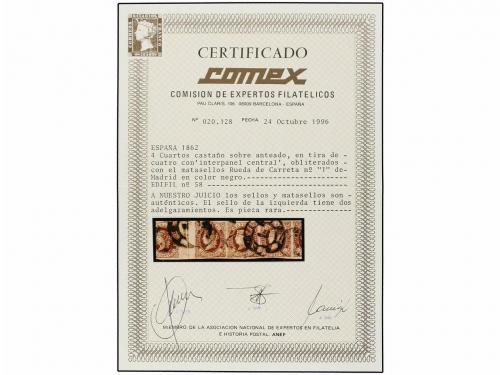 CERTIFICADO
comex
COMISION DE EXPERTOS FILATELICOS
PAU CLARIS, 106 08009 BARCELONA - ESPAÑA
Nº 020.128 FECHA 24 Octubre 1996
ESPAÑA 1862
4 Cuartos castaño sobre anteado, en tira de -
cuatro con'interpanel central', obliterados -
con el matasellos Rueda de Carreta nº "1" de-
Madrid en color negro.
EDIFIL nº 58
A NUESTRO JUICIO los sellos y matasellos son-
auténticos. El sello de la izquierda tiene dos
adelgazamientos. Es pieza rara.
MIEMBRO DE LA ASOCIACION NACIONAL DE EXPERTOS EN FILATELIA
E HISTORIA POSTAL: ANEF